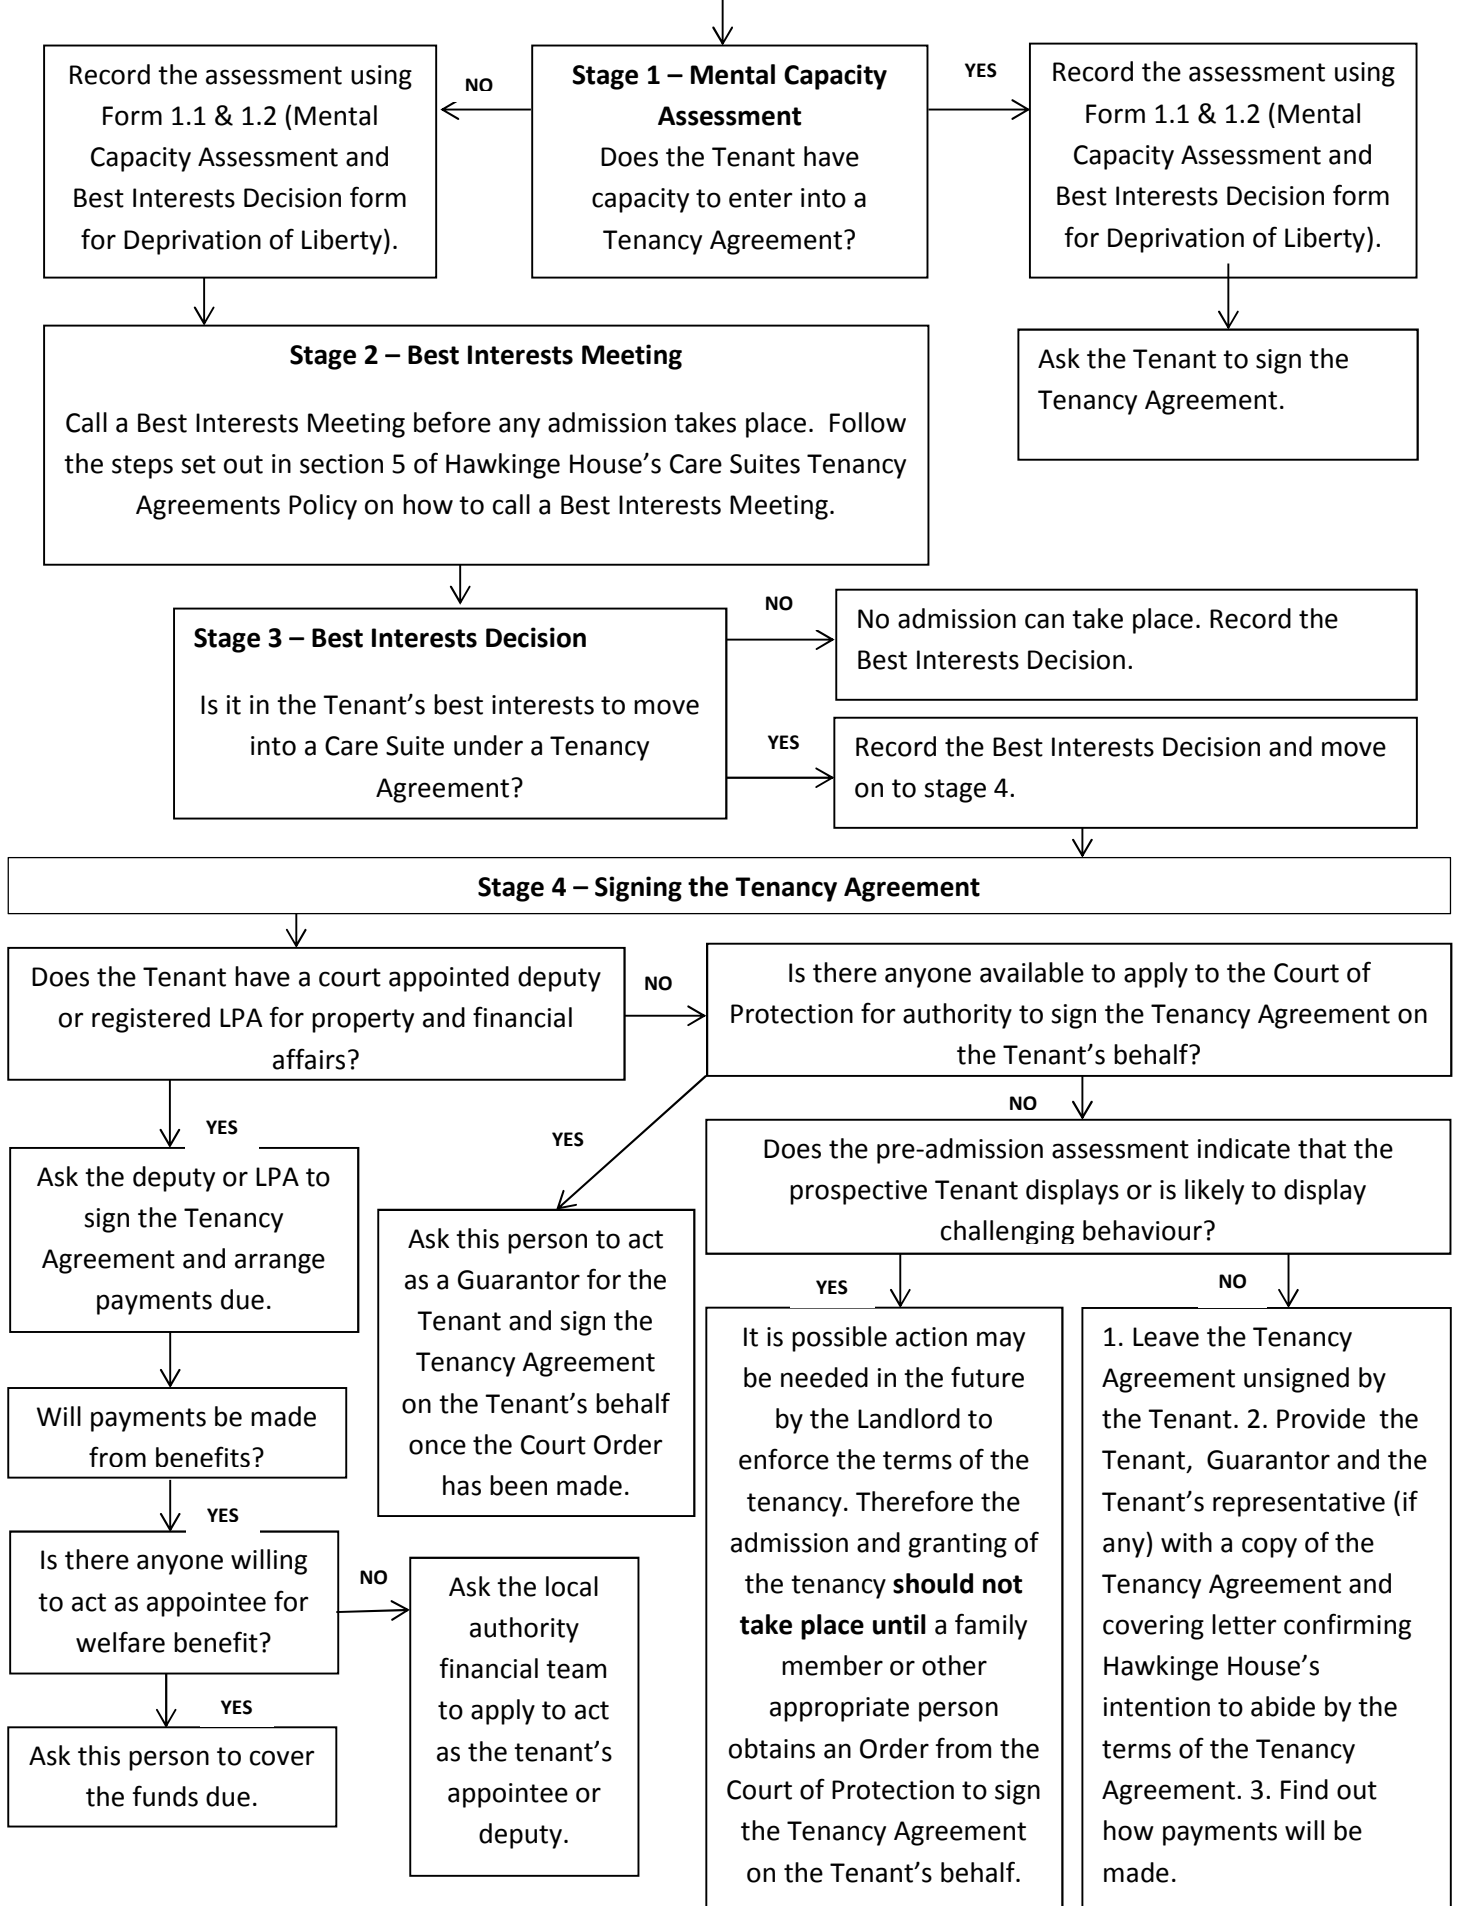 Record the assessment using
Form 1.1 & 1.2 (Mental
Capacity Assessment and
Best Interests Decision form
for Deprivation of Liberty).
NO
Stage 1 – Mental Capacity
Assessment
Does the Tenant have
capacity to enter into a
Tenancy Agreement?
YES
Record the assessment using
Form 1.1 & 1.2 (Mental
Capacity Assessment and
Best Interests Decision form
for Deprivation of Liberty).
Ask the Tenant to sign the
Tenancy Agreement.
Stage 2 – Best Interests Meeting
Call a Best Interests Meeting before any admission takes place.  Follow
the steps set out in section 5 of Hawkinge House’s Care Suites Tenancy
Agreements Policy on how to call a Best Interests Meeting.
Stage 3 – Best Interests Decision
Is it in the Tenant’s best interests to move
into a Care Suite under a Tenancy
Agreement?
NO
No admission can take place. Record the
Best Interests Decision.
YES
Record the Best Interests Decision and move
on to stage 4.
Stage 4 – Signing the Tenancy Agreement
Does the Tenant have a court appointed deputy
or registered LPA for property and financial
affairs?
NO
Is there anyone available to apply to the Court of
Protection for authority to sign the Tenancy Agreement on
the Tenant’s behalf?
YES
Ask the deputy or LPA to
sign the Tenancy
Agreement and arrange
payments due.
Will payments be made
from benefits?
YES
Is there anyone willing
to act as appointee for
welfare benefit?
YES
Ask this person to cover
the funds due.
NO
Ask the local
authority
financial team
to apply to act
as the tenant’s
appointee or
deputy.
YES
Ask this person to act
as a Guarantor for the
Tenant and sign the
Tenancy Agreement
on the Tenant’s behalf
once the Court Order
has been made.
NO
Does the pre-admission assessment indicate that the
prospective Tenant displays or is likely to display
challenging behaviour?
YES
It is possible action may
be needed in the future
by the Landlord to
enforce the terms of the
tenancy. Therefore the
admission and granting of
the tenancy should not
take place until a family
member or other
appropriate person
obtains an Order from the
Court of Protection to sign
the Tenancy Agreement
on the Tenant’s behalf.
NO
1. Leave the Tenancy
Agreement unsigned by
the Tenant. 2. Provide  the
Tenant,  Guarantor and the
Tenant’s representative (if
any) with a copy of the
Tenancy Agreement and
covering letter confirming
Hawkinge House’s
intention to abide by the
terms of the Tenancy
Agreement. 3. Find out
how payments will be
made.